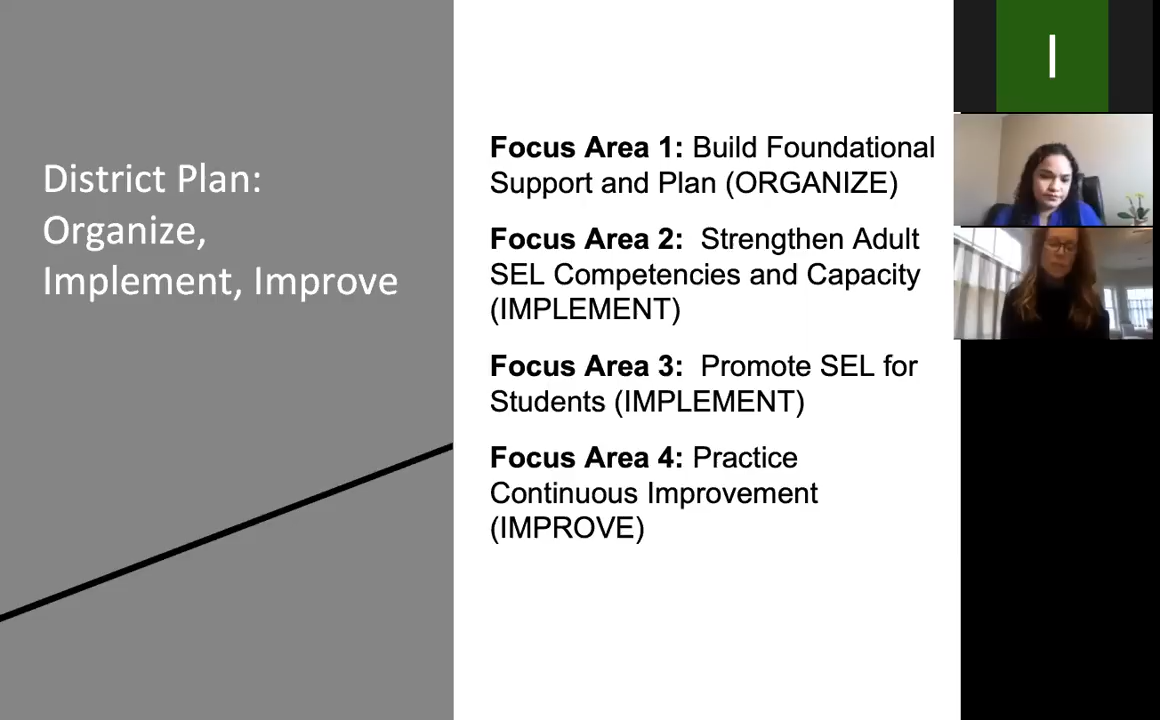 District Plan:
Organize,
Implement, Improve
Focus Area 1: Build Foundational
Support and Plan (ORGANIZE)
Focus Area 2:  Strengthen Adult
SEL Competencies and Capacity
(IMPLEMENT)
Focus Area 3:  Promote SEL for
Students (IMPLEMENT)
Focus Area 4: Practice
Continuous Improvement
(IMPROVE)
I